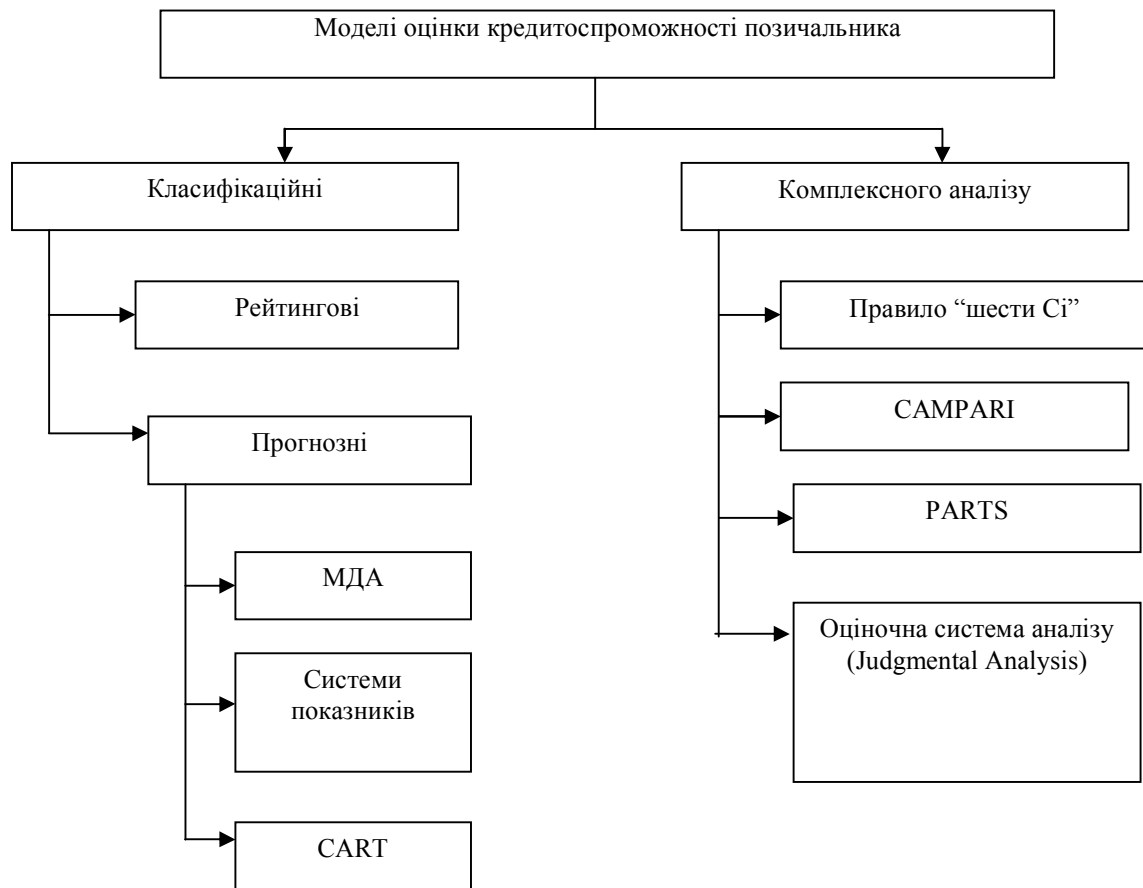 Моделі оцінки кредитоспроможності позичальника
Класифікаційні
Рейтингові
Прогнозні
МДА
Системи
показників
CART
Комплексного аналізу
Правило “шести Сі”
CAMPARI
PARTS
Оціночна система аналізу
(Judgmental Analysis)